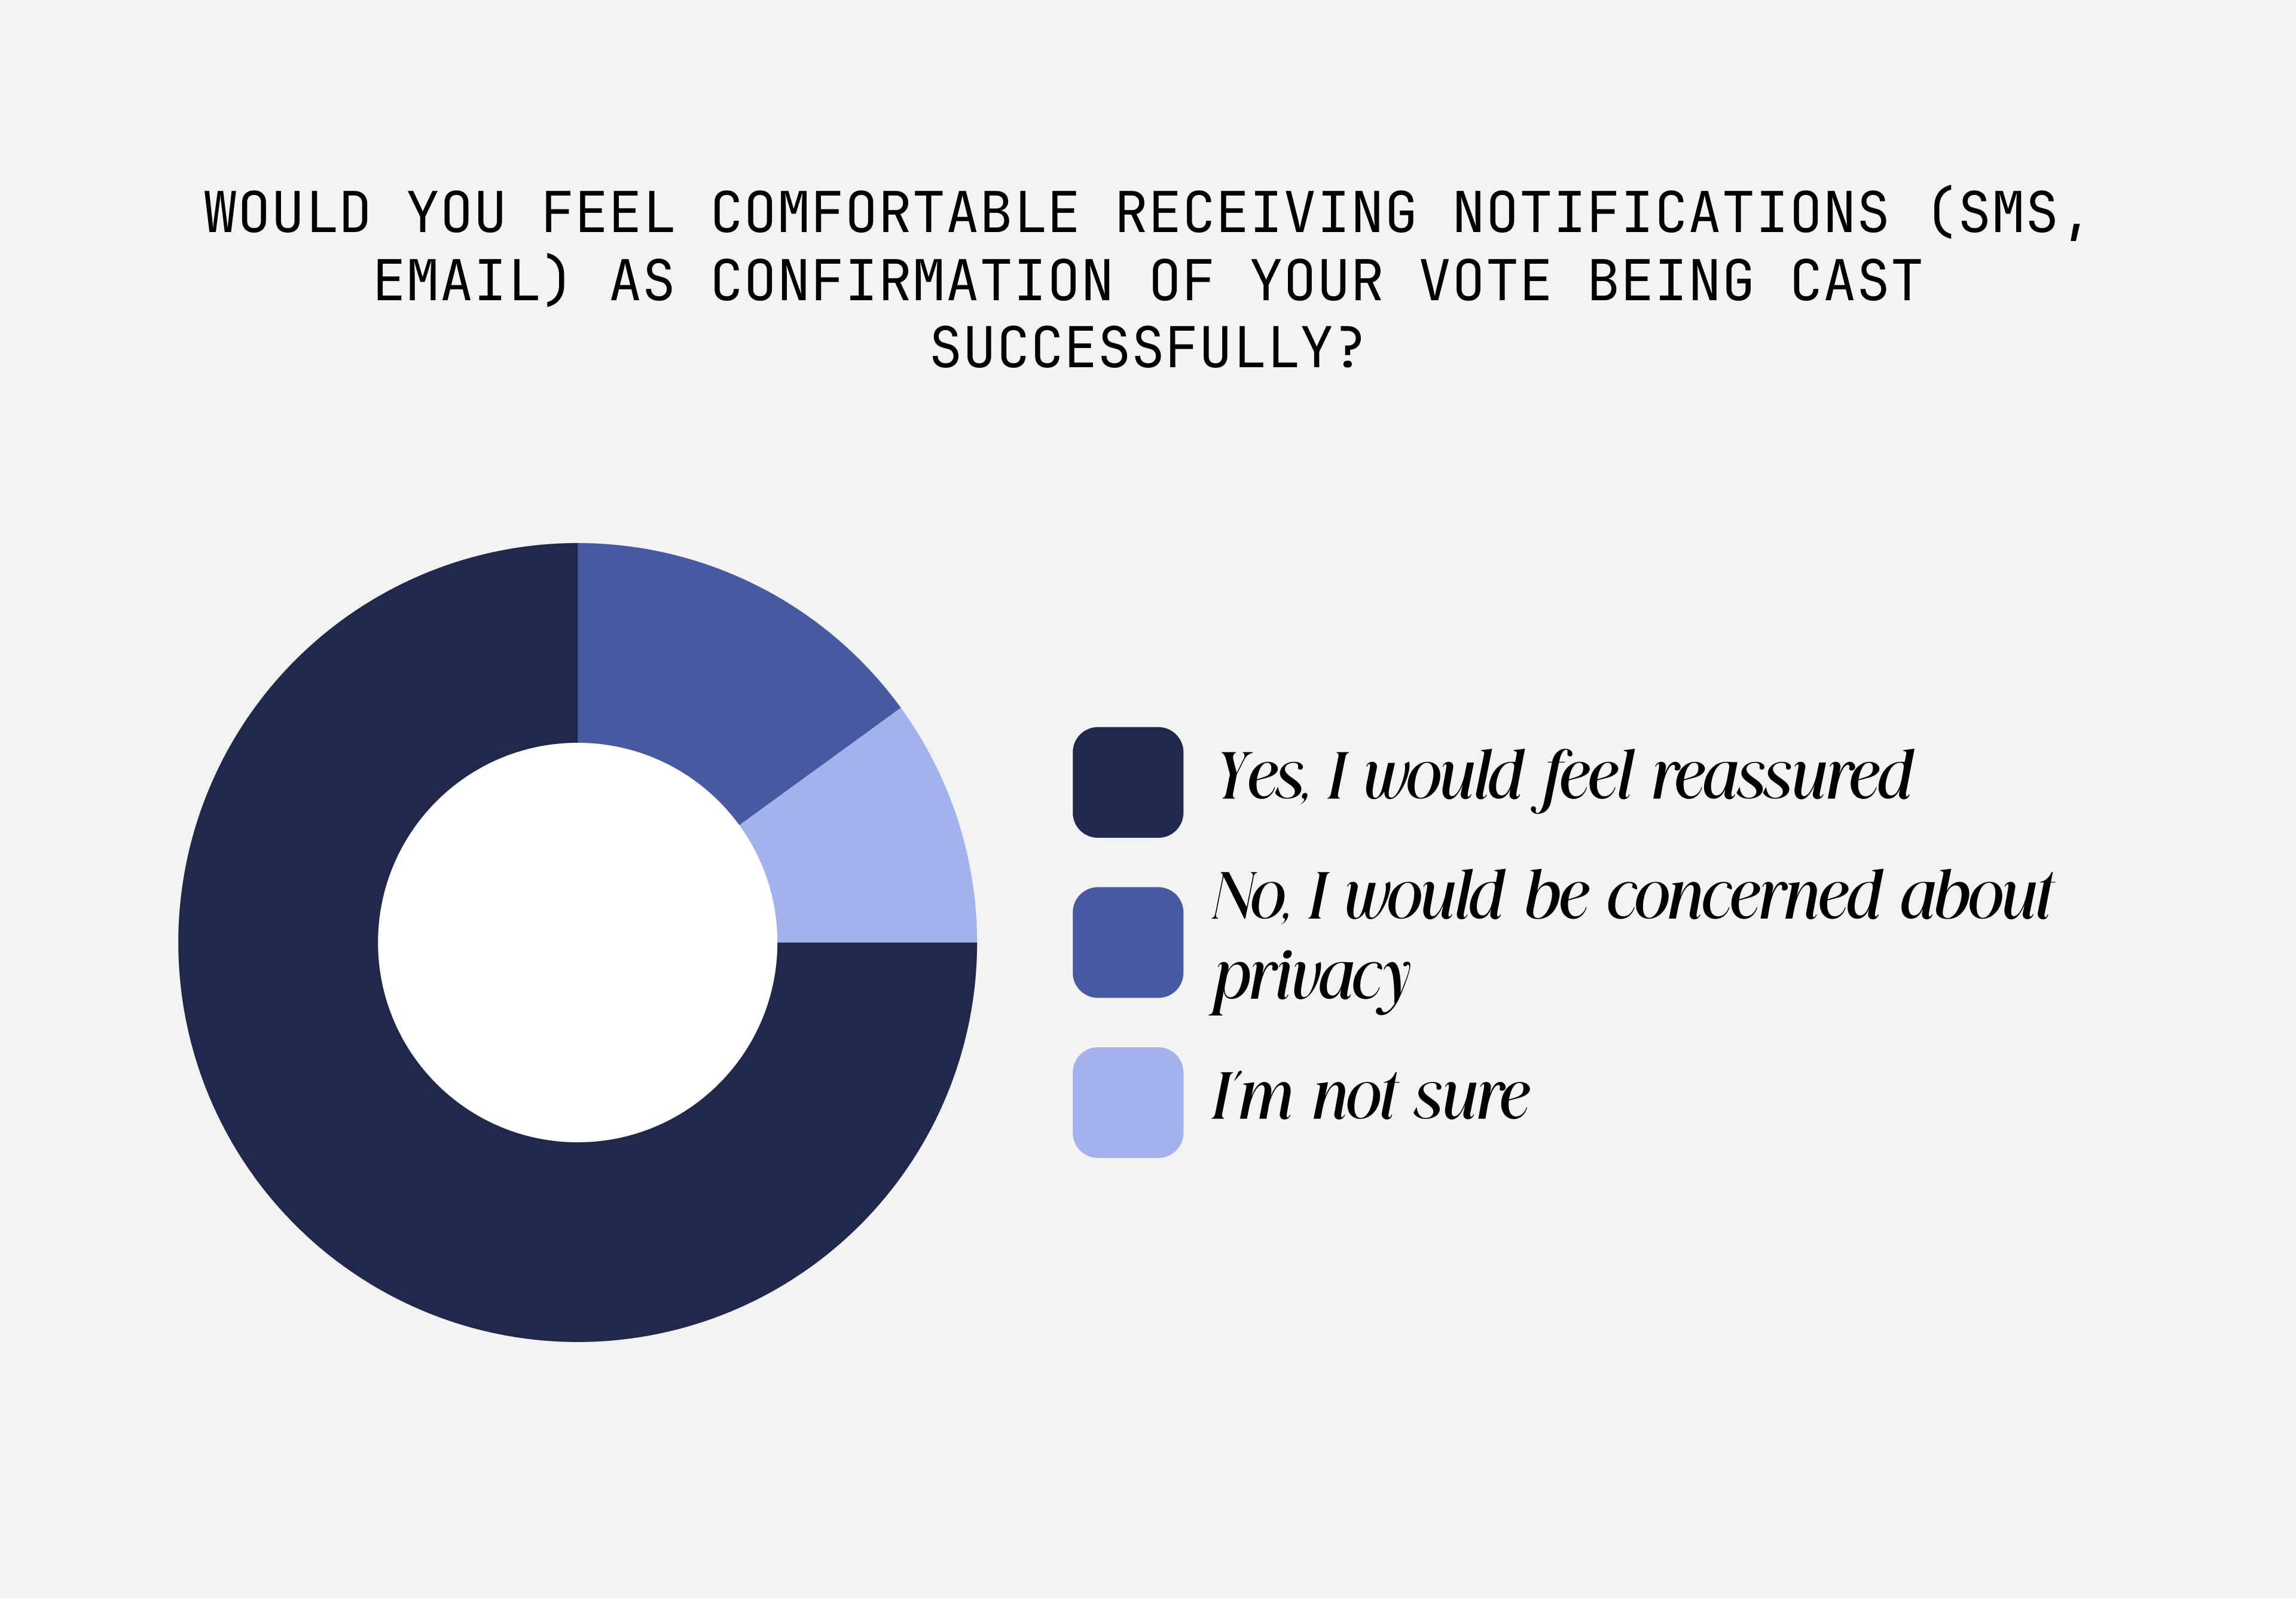 WOULD YOU FEEL COMFORTABLE RECEIVING NOTIFICATIONS (SMS,
EMAIL) AS CONFIRMATION OF YOUR VOTE BEING CAST
SUCCESSFULLY?
Yes, I would feel reassured
No, I would be concerned about
privacy
I'm not sure